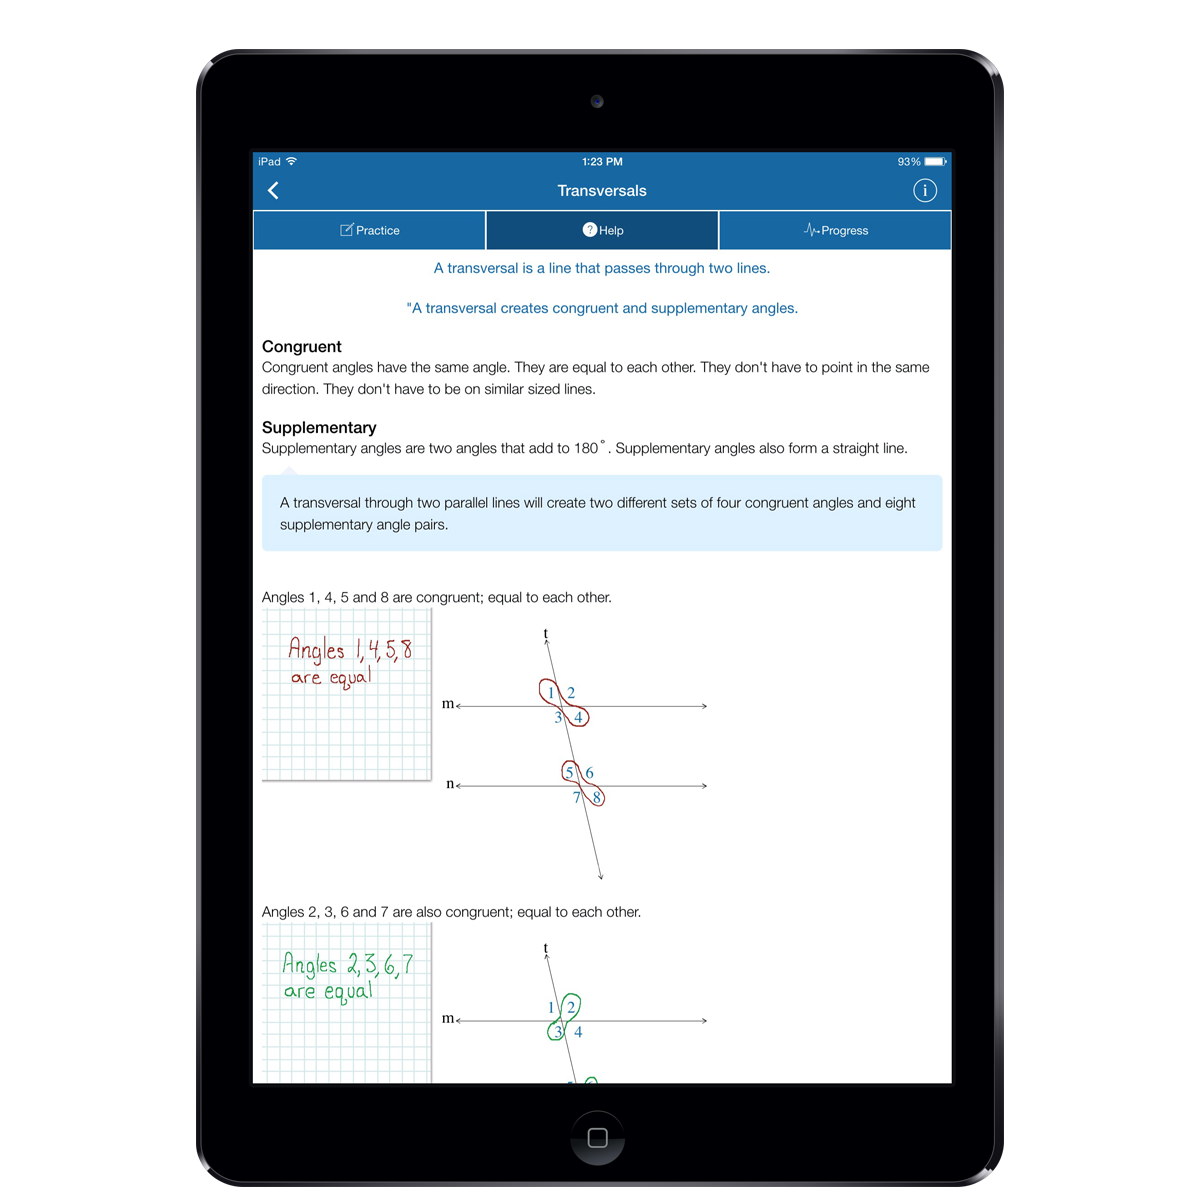 iPad
1:23 PM
93%
Transversals
i
Practice
? Help
Progress
A transversal is a line that passes through two lines.
"A transversal creates congruent and supplementary angles.
Congruent
Congruent angles have the same angle. They are equal to each other. They don't have to point in the same
direction. They don't have to be on similar sized lines.
Supplementary
Supplementary angles are two angles that add to 180°. Supplementary angles also form a straight line.
A transversal through two parallel lines will create two different sets of four congruent angles and eight
supplementary angle pairs.
Angles 1, 4, 5 and 8 are congruent; equal to each other.
Angles 1,4,5,8
are equal
t
1 2
m
3 4
5 6
n
7 8
Angles 2, 3, 6 and 7 are also congruent; equal to each other.
Angles 2,3,6,7
are equal
t
1 2
m
3 4